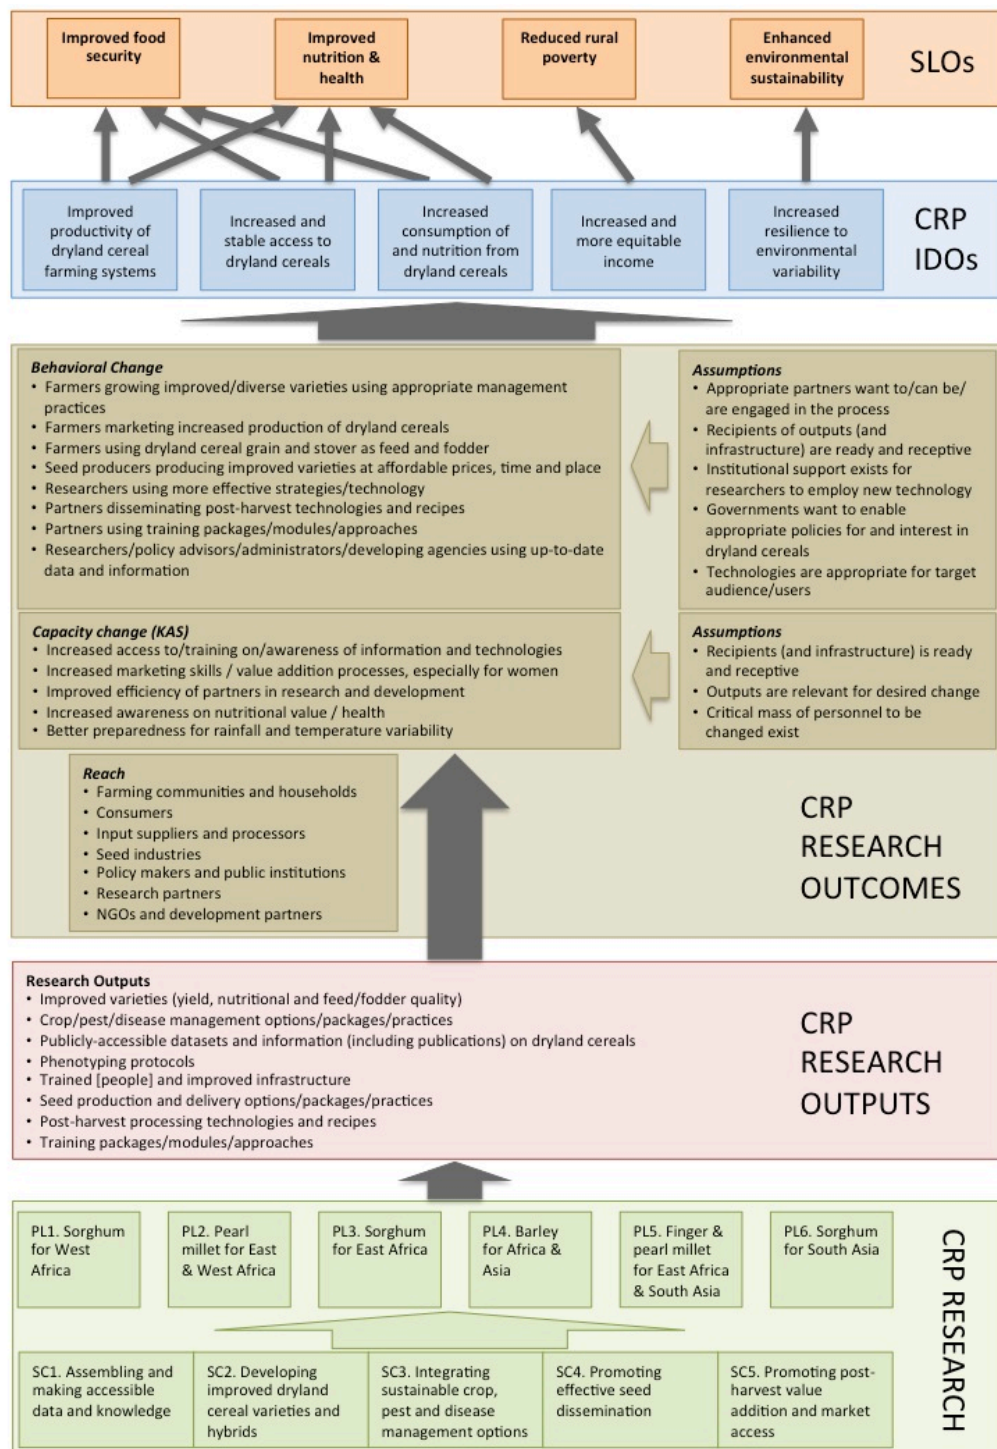 Improved food
security
Improved
nutrition &
health
Reduced rural
poverty
Enhanced
environmental
sustainability
SLOs
Improved
productivity of
dryland cereal
farming systems
Increased and
stable access to
dryland cereals
Increased
consumption of
and nutrition from
dryland cereals
Increased and
more equitable
income
Increased
resilience to
environmental
variability
CRP
IDOs
Behavioral Change
• Farmers growing improved/diverse varieties using appropriate management
practices
• Farmers marketing increased production of dryland cereals
• Farmers using dryland cereal grain and stover as feed and fodder
• Seed producers producing improved varieties at affordable prices, time and place
• Researchers using more effective strategies/technology
• Partners disseminating post-harvest technologies and recipes
• Partners using training packages/modules/approaches
• Researchers/policy advisors/administrators/developing agencies using up-to-date
data and information
Assumptions
• Appropriate partners want to/can be/
are engaged in the process
• Recipients of outputs (and
infrastructure) are ready and receptive
• Institutional support exists for
researchers to employ new technology
• Governments want to enable
appropriate policies for and interest in
dryland cereals
• Technologies are appropriate for target
audience/users
Capacity change (KAS)
• Increased access to/training on/awareness of information and technologies
• Increased marketing skills / value addition processes, especially for women
• Improved efficiency of partners in research and development
• Increased awareness on nutritional value / health
• Better preparedness for rainfall and temperature variability
Assumptions
• Recipients (and infrastructure) is ready
and receptive
• Outputs are relevant for desired change
• Critical mass of personnel to be
changed exist
Reach
• Farming communities and households
• Consumers
• Input suppliers and processors
• Seed industries
• Policy makers and public institutions
• Research partners
• NGOs and development partners
CRP
RESEARCH
OUTCOMES
Research Outputs
• Improved varieties (yield, nutritional and feed/fodder quality)
• Crop/pest/disease management options/packages/practices
• Publicly-accessible datasets and information (including publications) on dryland cereals
• Phenotyping protocols
• Trained [people] and improved infrastructure
• Seed production and delivery options/packages/practices
• Post-harvest processing technologies and recipes
• Training packages/modules/approaches
CRP
RESEARCH
OUTPUTS
PL1. Sorghum
for West
Africa
PL2. Pearl
millet for East
& West Africa
PL3. Sorghum
for East Africa
PL4. Barley
for Africa &
Asia
PL5. Finger &
pearl millet
for East Africa
& South Asia
PL6. Sorghum
for South Asia
SC1. Assembling and
making accessible
data and knowledge
SC2. Developing
improved dryland
cereal varieties and
hybrids
SC3. Integrating
sustainable crop,
pest and disease
management options
SC4. Promoting
effective seed
dissemination
SC5. Promoting post-
harvest value
addition and market
access
CRP RESEARCH